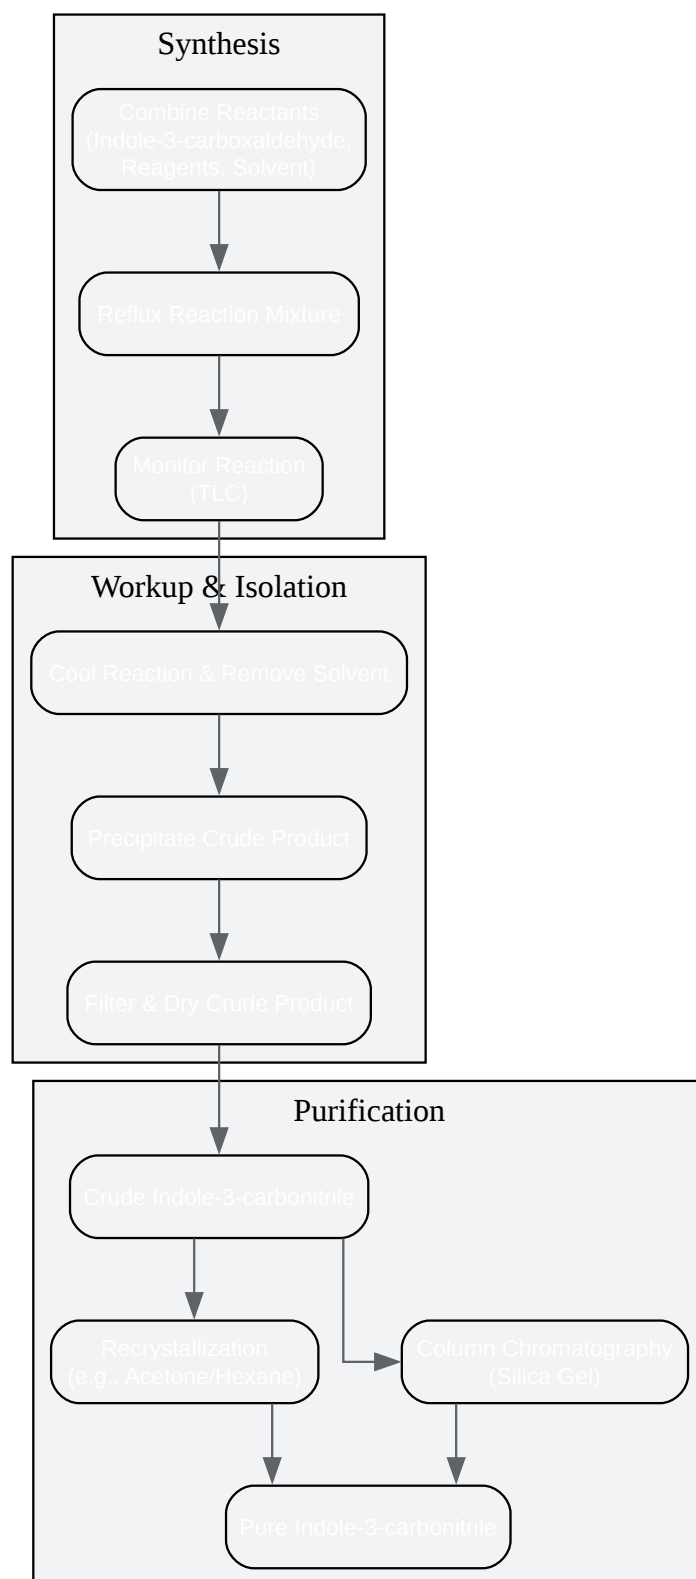 Synthesis
Combine Reactants
(Indole-3-carboxaldehyde,
Reagents, Solvent)
Reflux Reaction Mixture
Monitor Reaction
(TLC)
Workup & Isolation
Cool Reaction & Remove Solvent
Precipitate Crude Product
Filter & Dry Crude Product
Purification
Crude Indole-3-carbonitrile
Recrystallization
(e.g., Acetone/Hexane)
Column Chromatography
(Silica Gel)
Pure Indole-3-carbonitrile